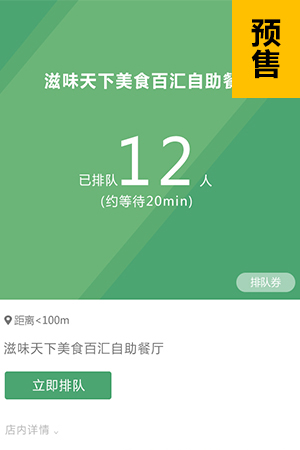 预售
滋味天下美食百汇自助餐
已排队12人
(约等待20min)
排队券
距离<100m
滋味天下美食百汇自助餐厅
立即排队
店内详情